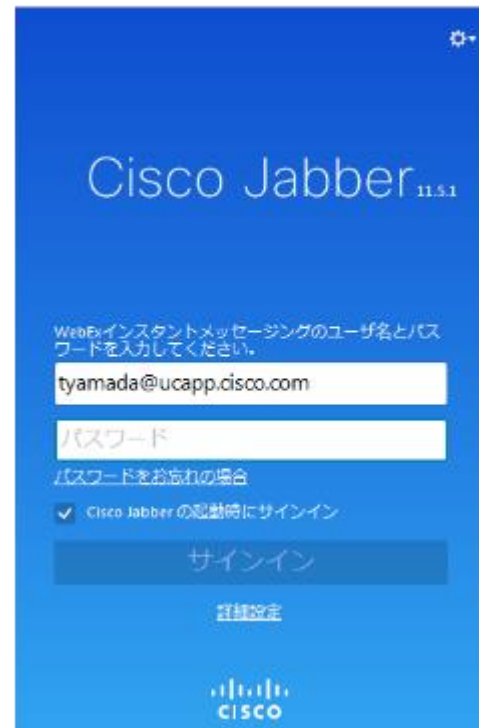 Cisco Jabber 11.5.1
WebExインスタントメッセージングのユーザ名とパス
ワードを入力してください。
tyamada@ucapp.cisco.com
パスワード
パスワードをお忘れの場合
Cisco Jabber の起動時にサインイン
サインイン
詳細設定
CISCO